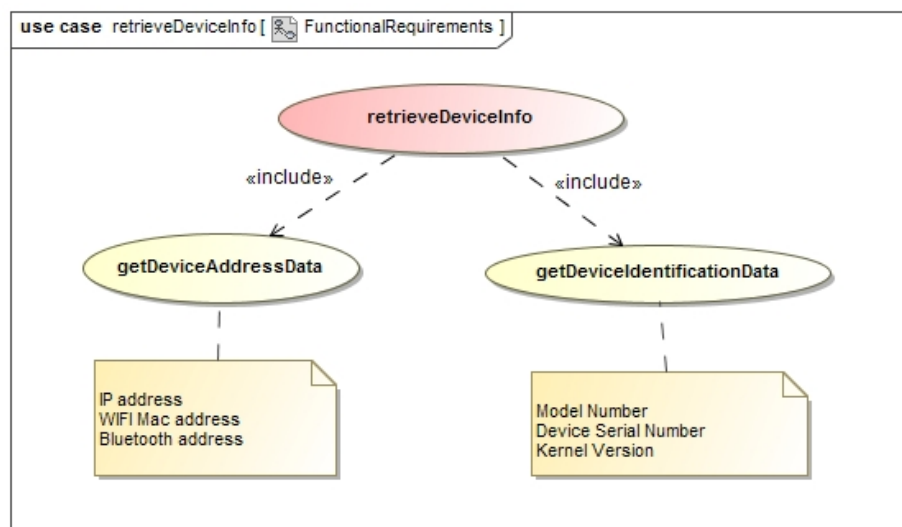 use case retrieveDeviceInfo [ FunctionalRequirements ]
retrieveDeviceInfo
«include»
«include»
getDeviceAddressData
getDeviceIdentificationData
IP address
WIFI Mac address
Bluetooth address
Model Number
Device Serial Number
Kernel Version